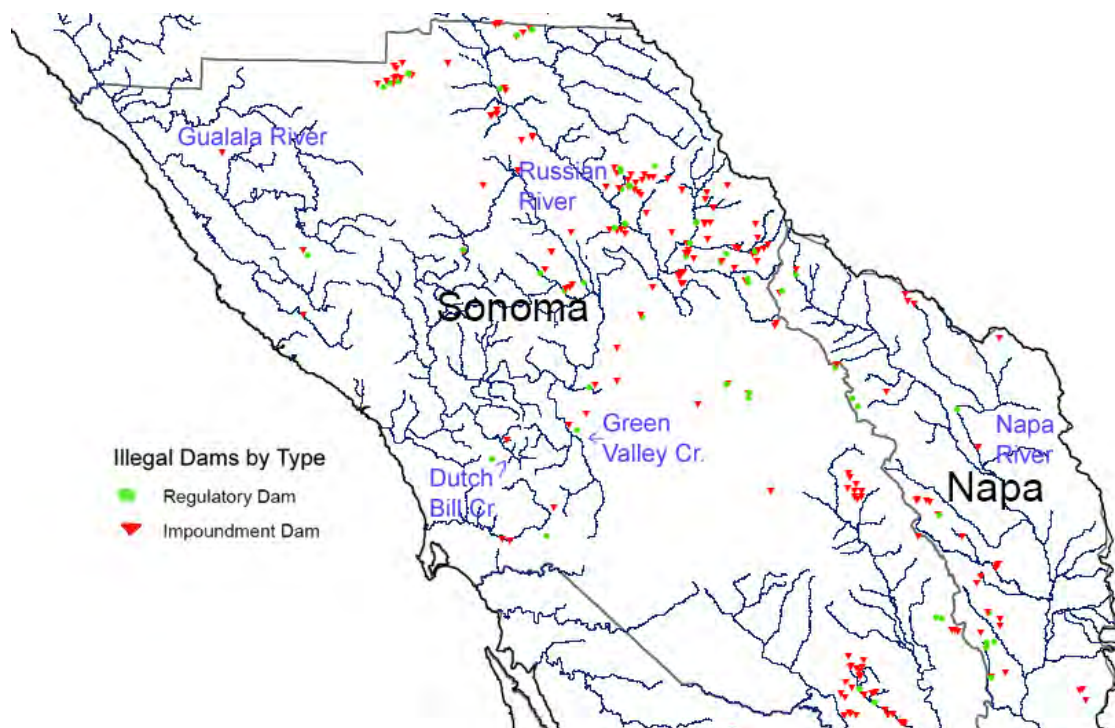 Gualala River
Russian
River
Sonoma
Green
Valley Cr.
Napa
River
Napa
Dutch
Bill Cr.
Illegal Dams by Type
Regulatory Dam
Impoundment Dam